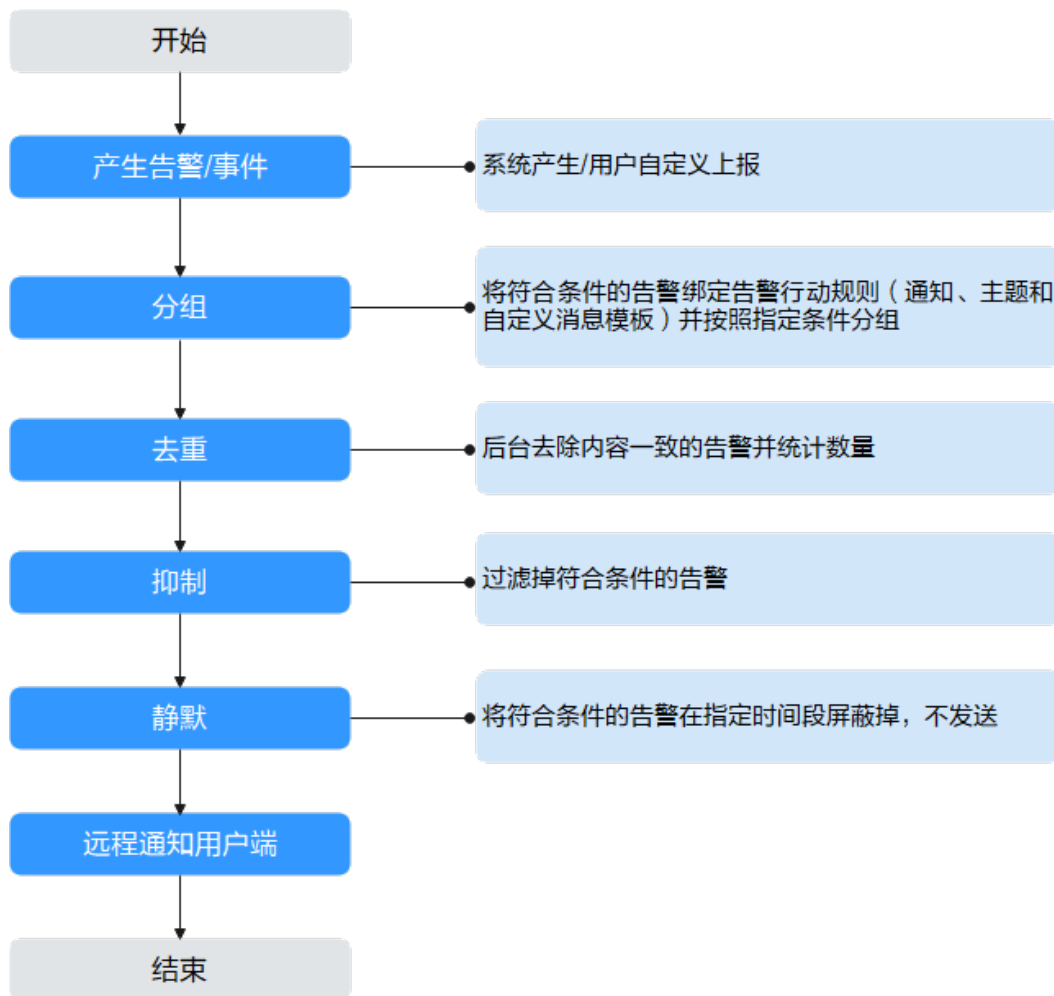 开始
产生告警/事件
系统产生/用户自定义上报
分组
将符合条件的告警绑定告警行动规则（通知、主题和
自定义消息模板）并按照指定条件分组
去重
后台去除内容一致的告警并统计数量
抑制
过滤掉符合条件的告警
静默
将符合条件的告警在指定时间段屏蔽掉，不发送
远程通知用户端
结束